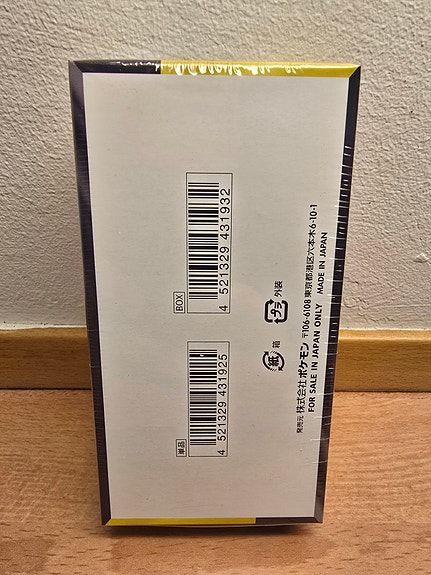 単品
4 521329 431925
BOX
4 521329 431932
紙 箱
プラ 外装
発売元 株式会社ポケモン 〒106-6108 東京都港区六本木6-10-1
FOR SALE IN JAPAN ONLY MADE IN JAPAN